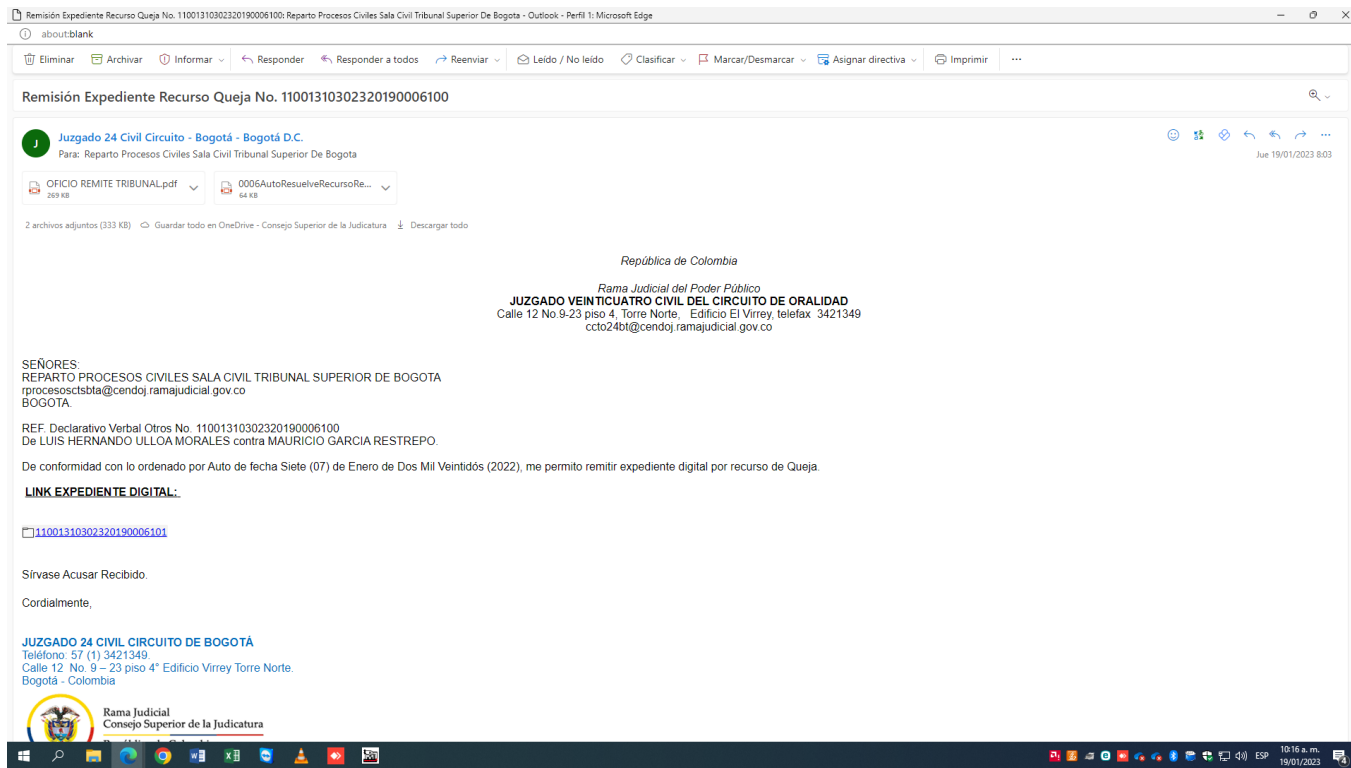 Remisión Expediente Recurso Queja No. 11001310302320190006100: Reparto Procesos Civiles Sala Civil Tribunal Superior De Bogota - Outlook - Perfil 1: Microsoft Edge
about:blank
Eliminar Archivar Informar Responder Responder a todos Reenviar Leído / No leído Clasificar Marcar/Desmarcar Asignar directiva Imprimir ...
Remisión Expediente Recurso Queja No. 11001310302320190006100
J
Juzgado 24 Civil Circuito - Bogotá - Bogotá D.C.
Para: Reparto Procesos Civiles Sala Civil Tribunal Superior De Bogota
Jue 19/01/2023 8:03
OFICIO REMITE TRIBUNAL.pdf
269 KB
0006AutoResuelveRecursoRe...
64 KB
2 archivos adjuntos (333 KB) Guardar todo en OneDrive - Consejo Superior de la Judicatura Descargar todo
República de Colombia
Rama Judicial del Poder Público
JUZGADO VEINTICUATRO CIVIL DEL CIRCUITO DE ORALIDAD
Calle 12 No.9-23 piso 4, Torre Norte, Edificio El Virrey, telefax 3421349
ccto24bt@cendoj.ramajudicial.gov.co
SEÑORES:
REPARTO PROCESOS CIVILES SALA CIVIL TRIBUNAL SUPERIOR DE BOGOTA
rprocesosctsbta@cendoj.ramajudicial.gov.co
BOGOTA.
REF. Declarativo Verbal Otros No. 11001310302320190006100
De LUIS HERNANDO ULLOA MORALES contra MAURICIO GARCIA RESTREPO.
De conformidad con lo ordenado por Auto de fecha Siete (07) de Enero de Dos Mil Veintidós (2022), me permito remitir expediente digital por recurso de Queja.
LINK EXPEDIENTE DIGITAL:
11001310302320190006101
Sírvase Acusar Recibido.
Cordialmente,
JUZGADO 24 CIVIL CIRCUITO DE BOGOTÁ
Teléfono: 57 (1) 3421349.
Calle 12 No. 9 – 23 piso 4° Edificio Virrey Torre Norte.
Bogotá - Colombia
Rama Judicial
Consejo Superior de la Judicatura
ESP
10:16 a. m.
19/01/2023